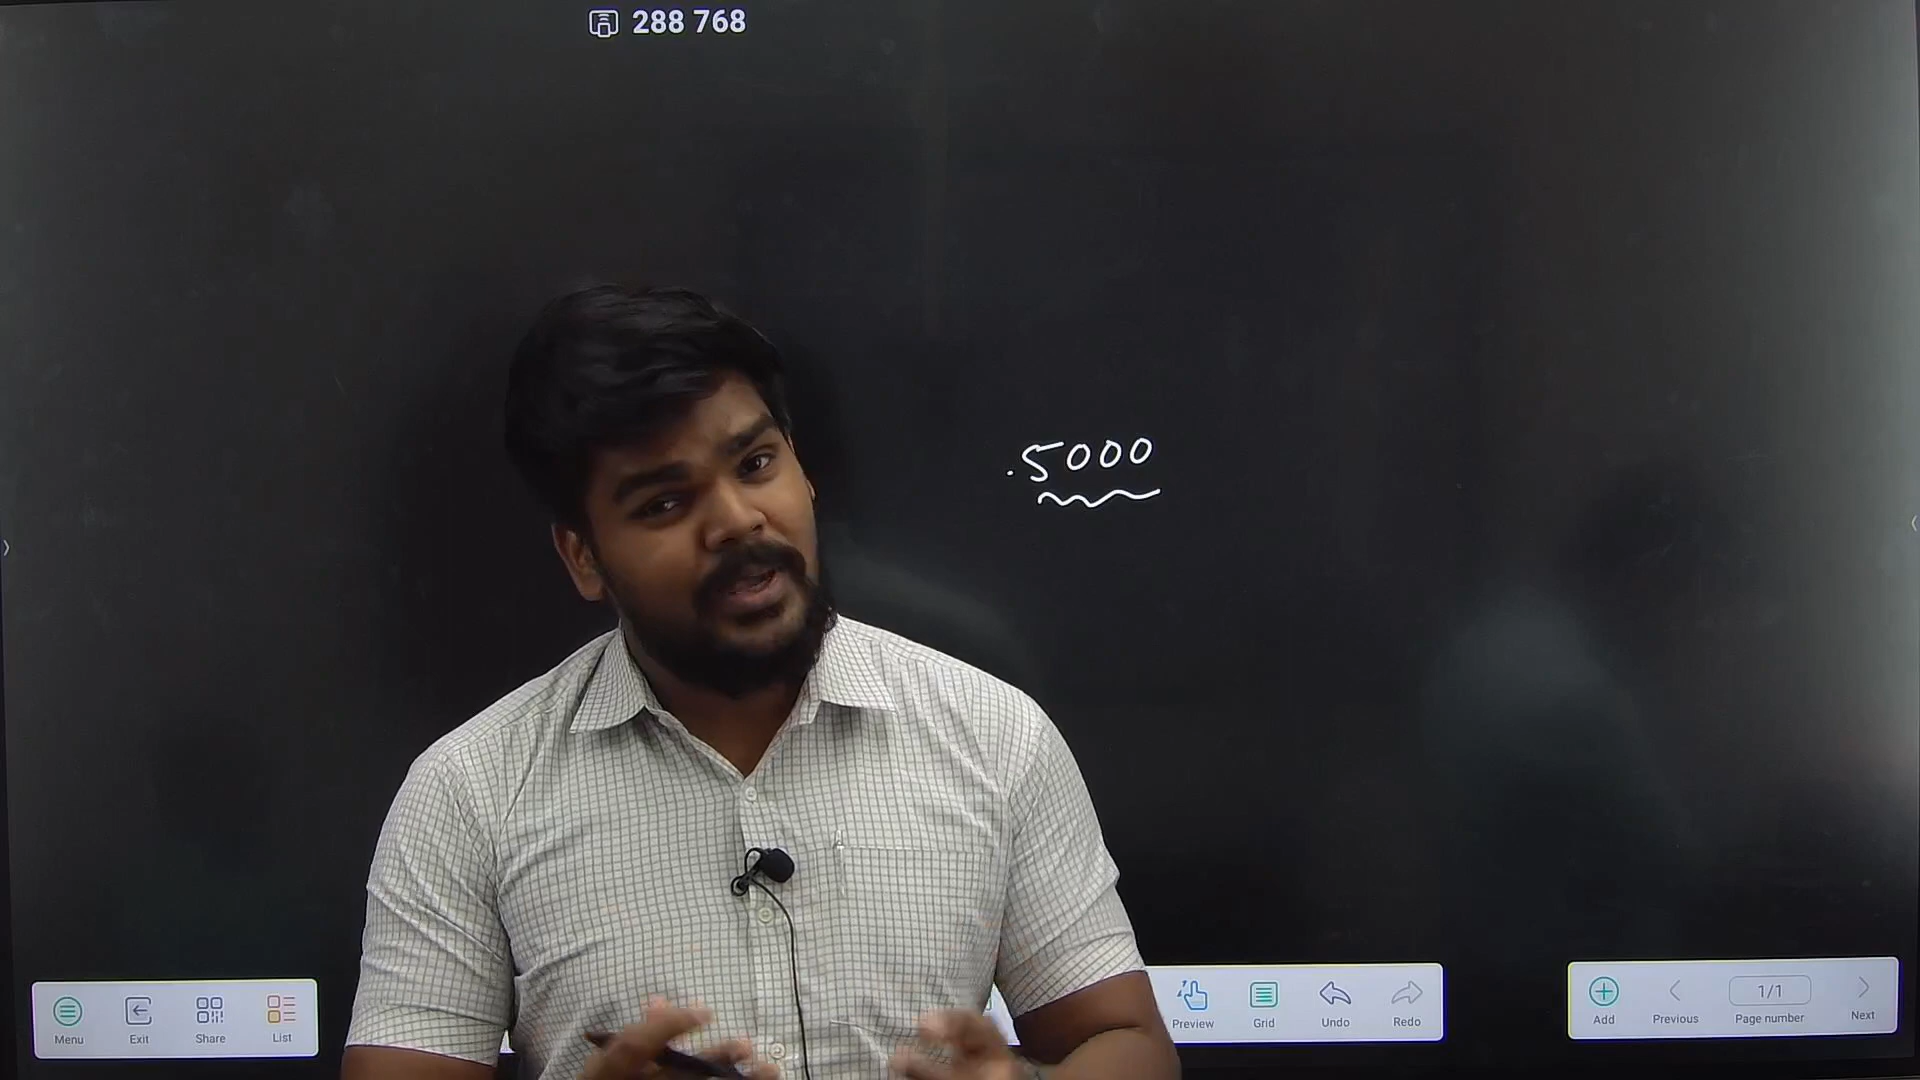 288 768
.5000
Menu
Exit
Share
List
Preview
Grid
Undo
Redo
Add
Previous
1/1
Page number
Next